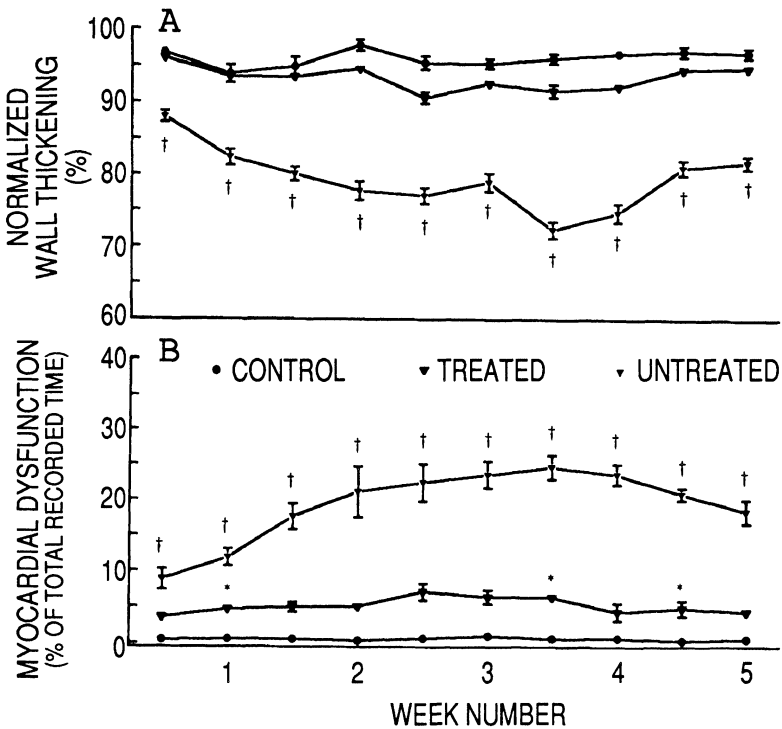 A
NORMALIZED
WALL THICKENING
(%)
100
90
80
70
60
† † † † † † † † † †
B
● CONTROL ▼ TREATED ▼ UNTREATED
MYOCARDIAL DYSFUNCTION
(% OF TOTAL RECORDED TIME)
40
30
20
10
0
† † † † † † † † † †
* * *
1 2 3 4 5
WEEK NUMBER